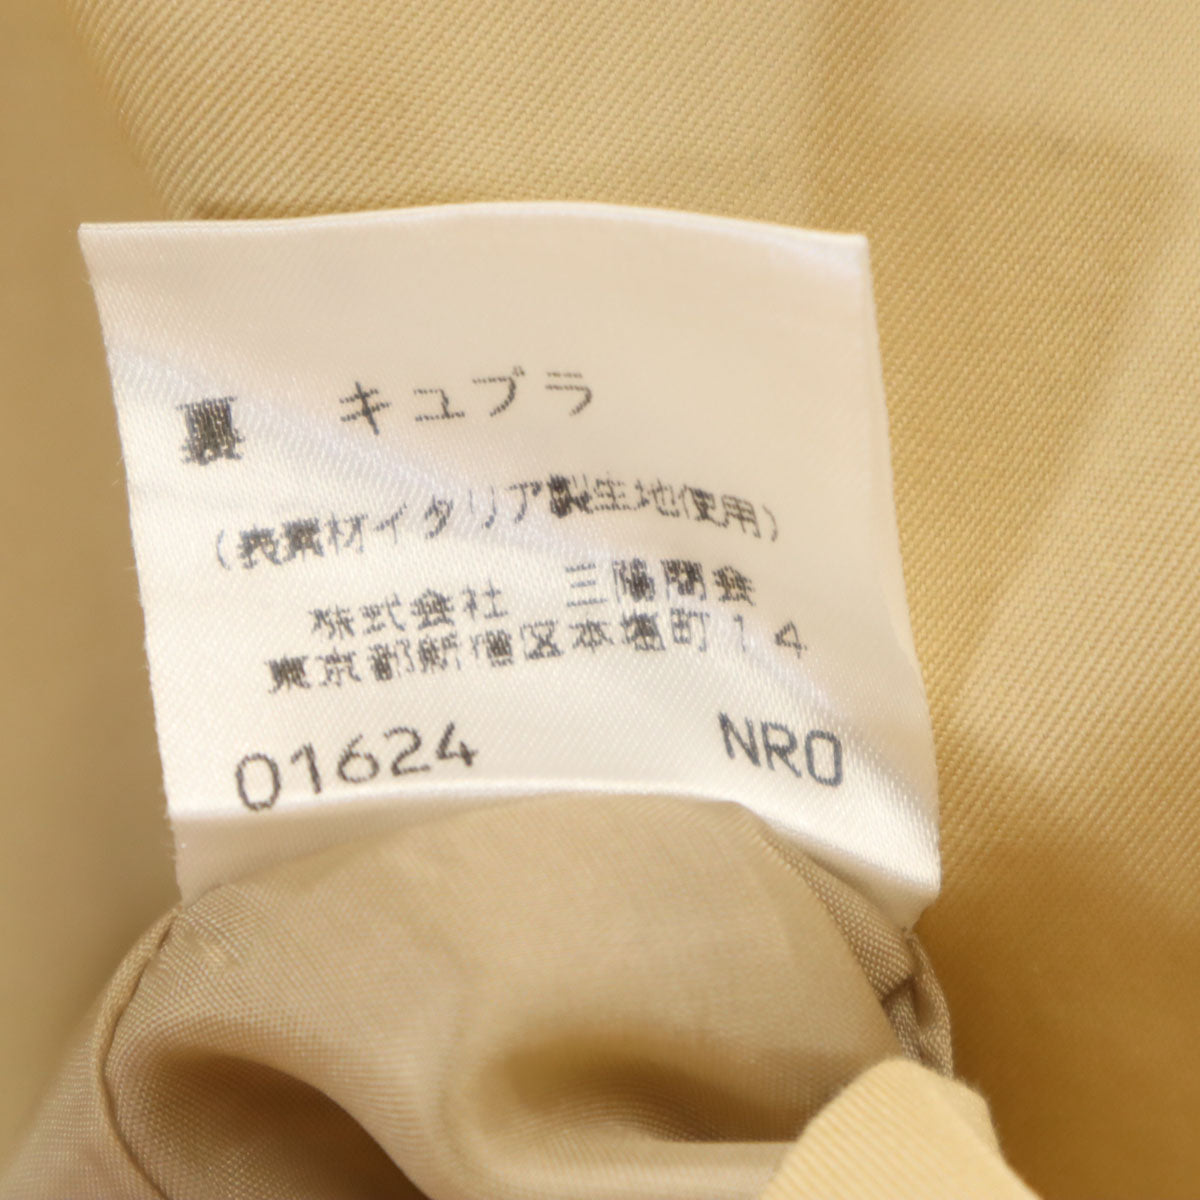 裏 キュプラ
(表素材イタリア製生地使用)
株式会社 三陽商会
東京都新宿区本塩町14
01624 NRO